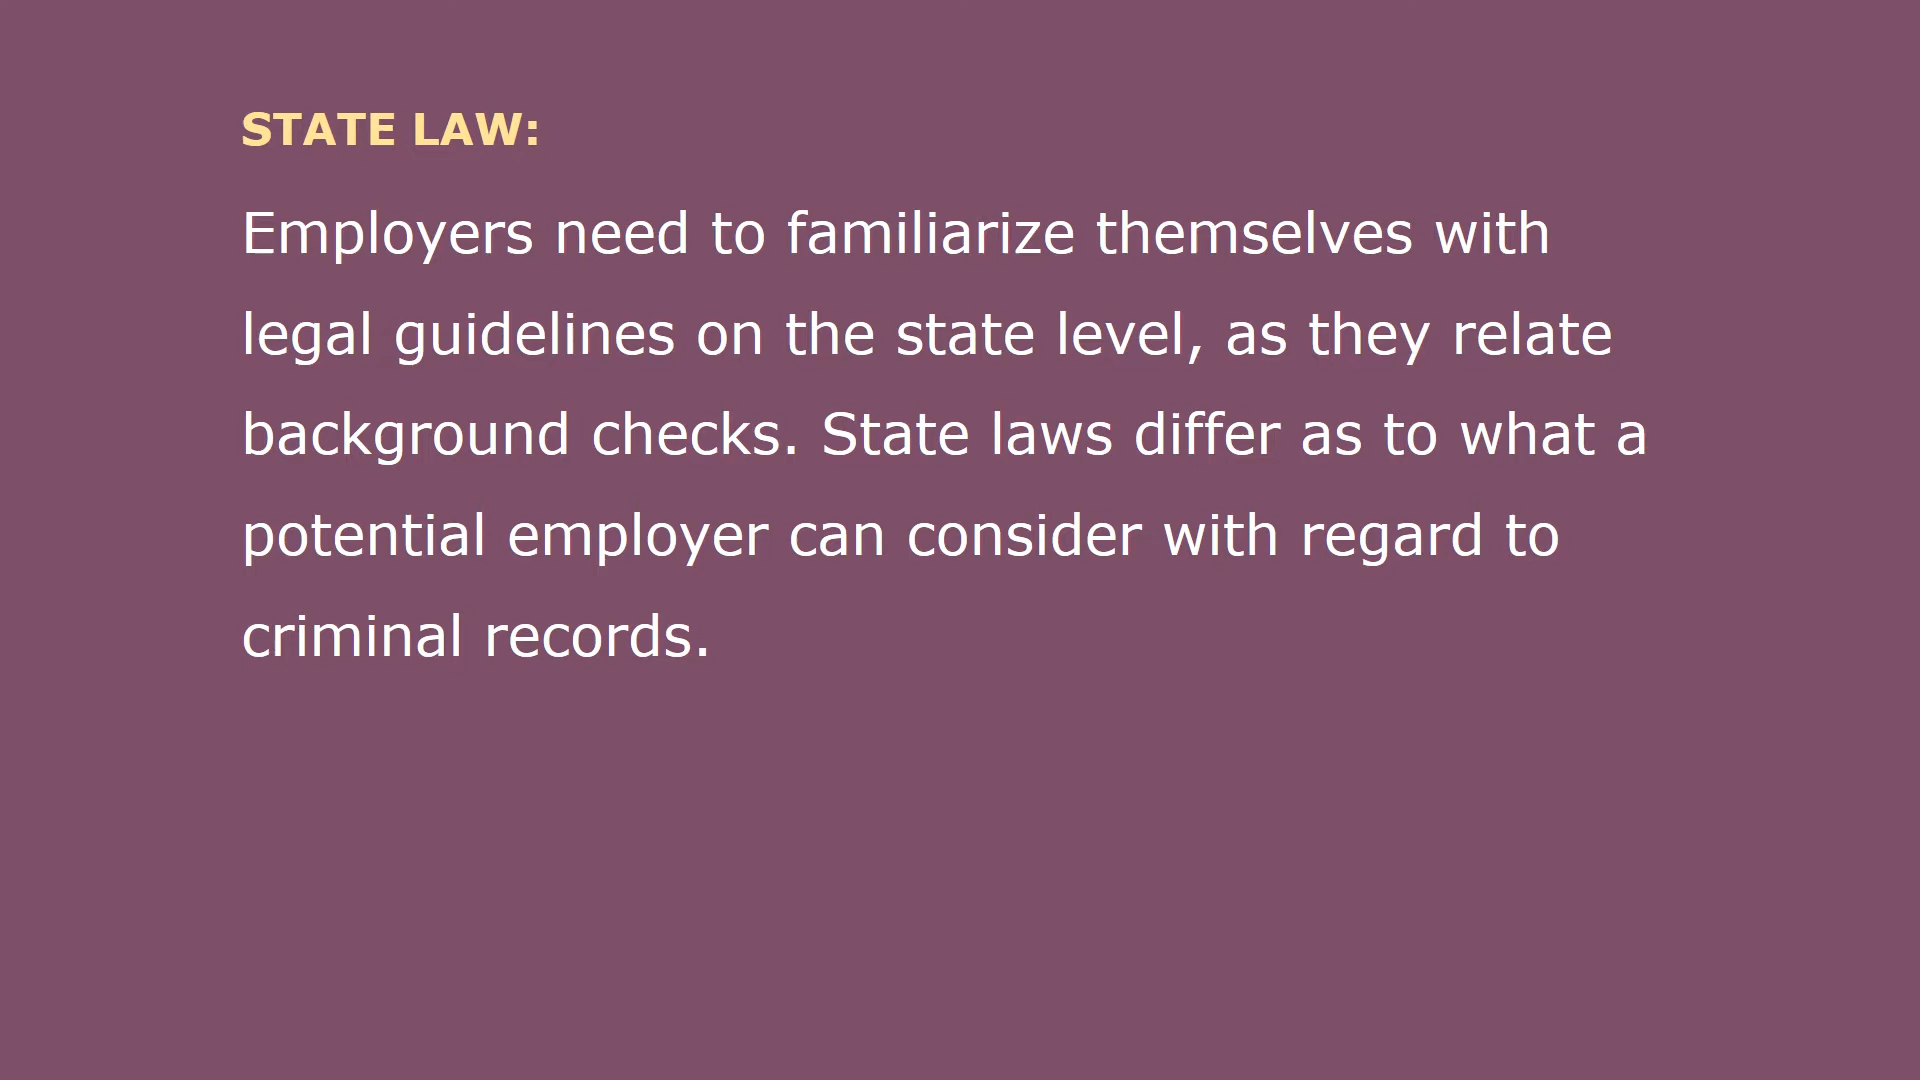 STATE LAW:
Employers need to familiarize themselves with
legal guidelines on the state level, as they relate
background checks. State laws differ as to what a
potential employer can consider with regard to
criminal records.